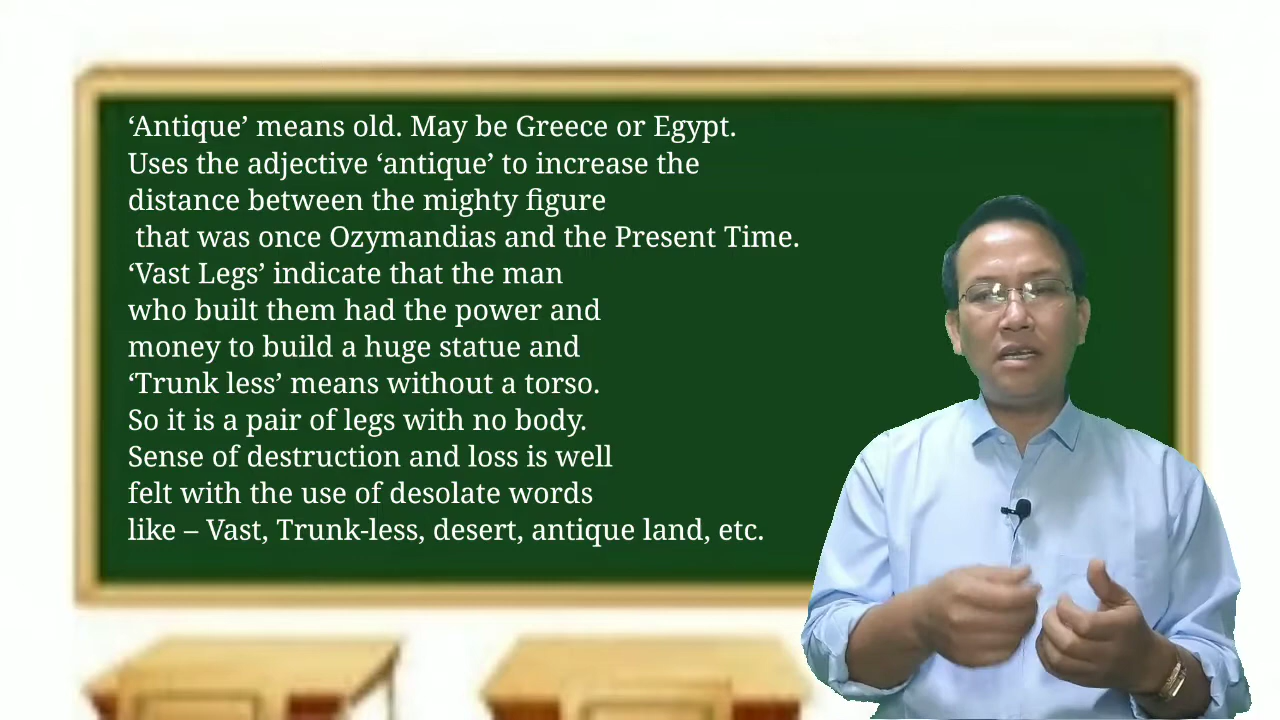 ‘Antique’ means old. May be Greece or Egypt.
Uses the adjective ‘antique’ to increase the
distance between the mighty figure
that was once Ozymandias and the Present Time.
‘Vast Legs’ indicate that the man
who built them had the power and
money to build a huge statue and
‘Trunk less’ means without a torso.
So it is a pair of legs with no body.
Sense of destruction and loss is well
felt with the use of desolate words
like – Vast, Trunk-less, desert, antique land, etc.